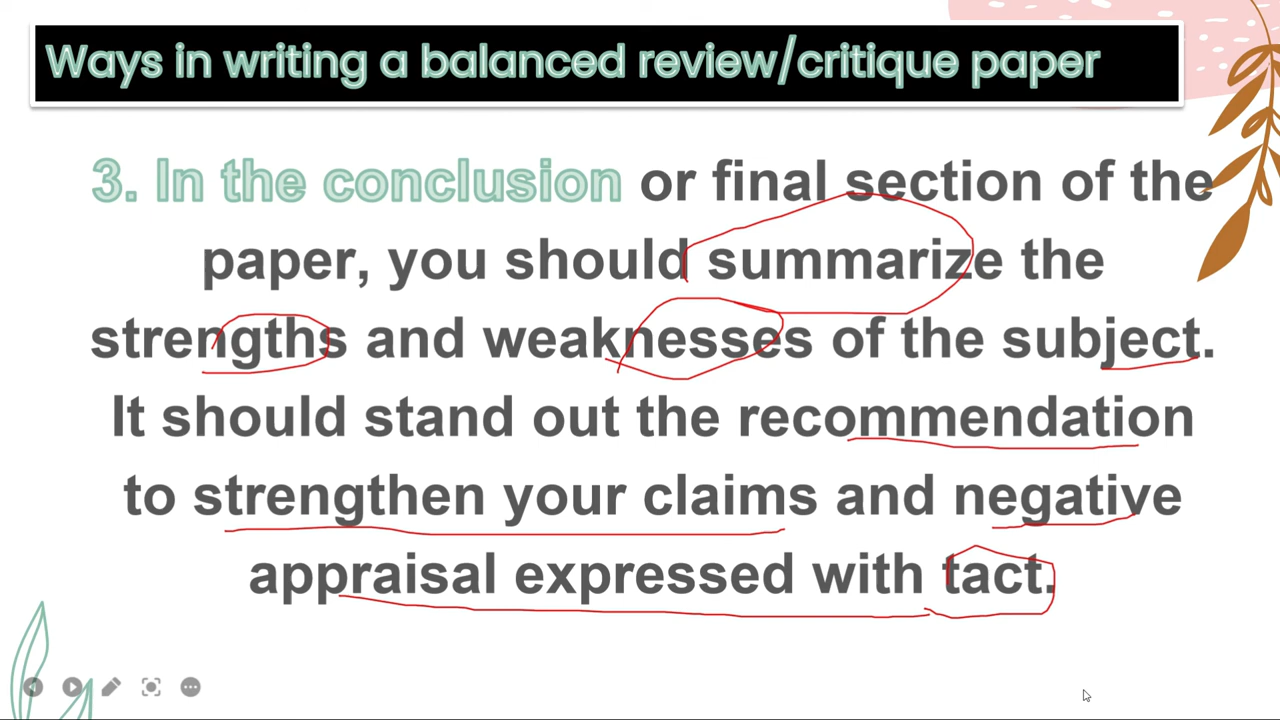 Ways in writing a balanced review/critique paper
3. In the conclusion or final section of the
paper, you should summarize the
strengths and weaknesses of the subject.
It should stand out the recommendation
to strengthen your claims and negative
appraisal expressed with tact.